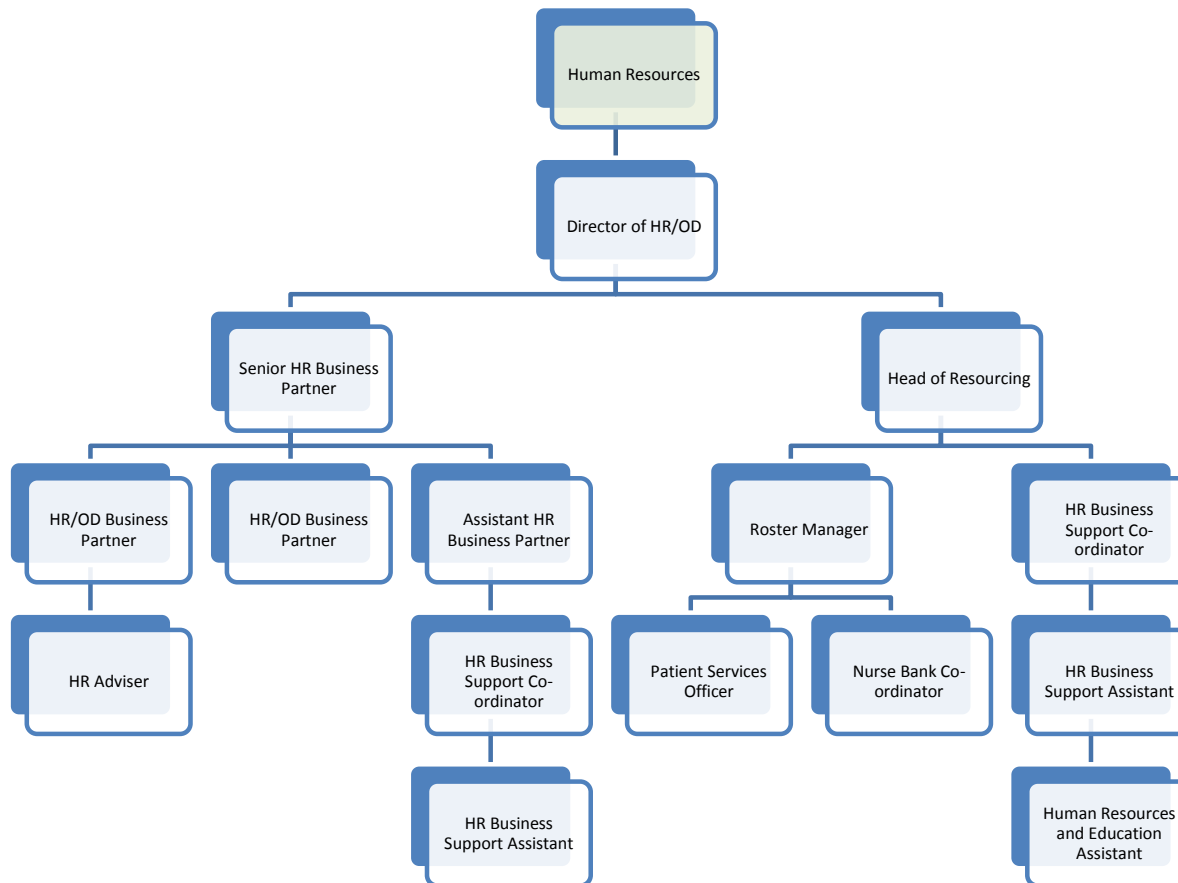 Human Resources
Director of HR/OD
Senior HR Business
Partner
Head of Resourcing
HR/OD Business
Partner
HR/OD Business
Partner
Assistant HR
Business Partner
Roster Manager
HR Business
Support Co-
ordinator
HR Adviser
HR Business
Support Co-
ordinator
Patient Services
Officer
Nurse Bank Co-
ordinator
HR Business
Support Assistant
HR Business
Support Assistant
Human Resources
and Education
Assistant